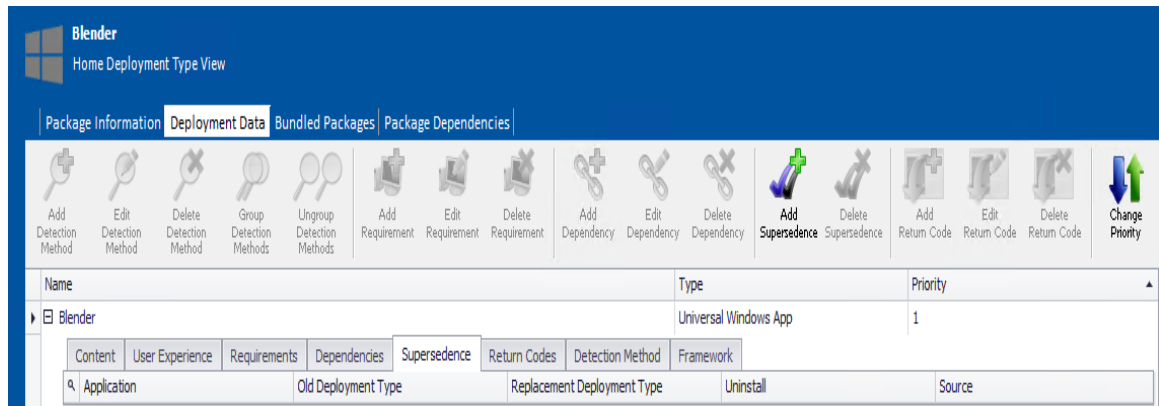 Blender
Home Deployment Type View
Package Information Deployment Data Bundled Packages Package Dependencies
Add Detection Method Edit Detection Method Delete Detection Method Group Detection Methods Ungroup Detection Methods Add Requirement Edit Requirement Delete Requirement Add Dependency Edit Dependency Delete Dependency Add Supersedence Delete Supersedence Add Return Code Edit Return Code Delete Return Code Change Priority
Name Type Priority
Blender Universal Windows App 1
Content User Experience Requirements Dependencies Supersedence Return Codes Detection Method Framework
Application Old Deployment Type Replacement Deployment Type Uninstall Source